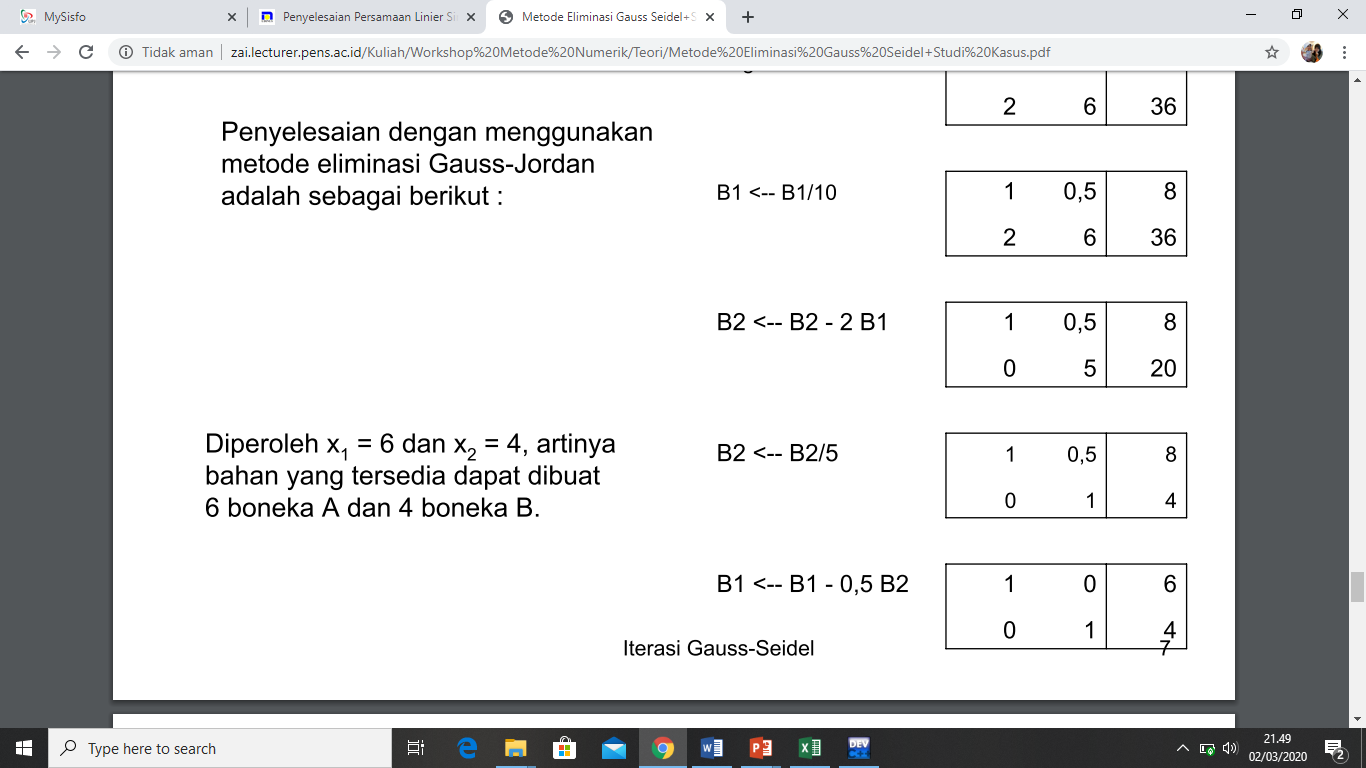 MySisfo
Penyelesaian Persamaan Linier Si
Metode Eliminasi Gauss Seidel+S
Tidak aman
zai.lecturer.pens.ac.id/Kuliah/Workshop%20Metode%20Numerik/Teori/Metode%20Eliminasi%20Gauss%20Seidel+Studi%20Kasus.pdf
2 6 36
Penyelesaian dengan menggunakan
metode eliminasi Gauss-Jordan
adalah sebagai berikut :
B1 <-- B1/10
1 0,5 8
2 6 36
B2 <-- B2 - 2 B1
1 0,5 8
0 5 20
Diperoleh x1 = 6 dan x2 = 4, artinya
bahan yang tersedia dapat dibuat
6 boneka A dan 4 boneka B.
B2 <-- B2/5
1 0,5 8
0 1 4
B1 <-- B1 - 0,5 B2
1 0 6
0 1 4
Iterasi Gauss-Seidel
7
Type here to search
DEV
21.49
02/03/2020
2